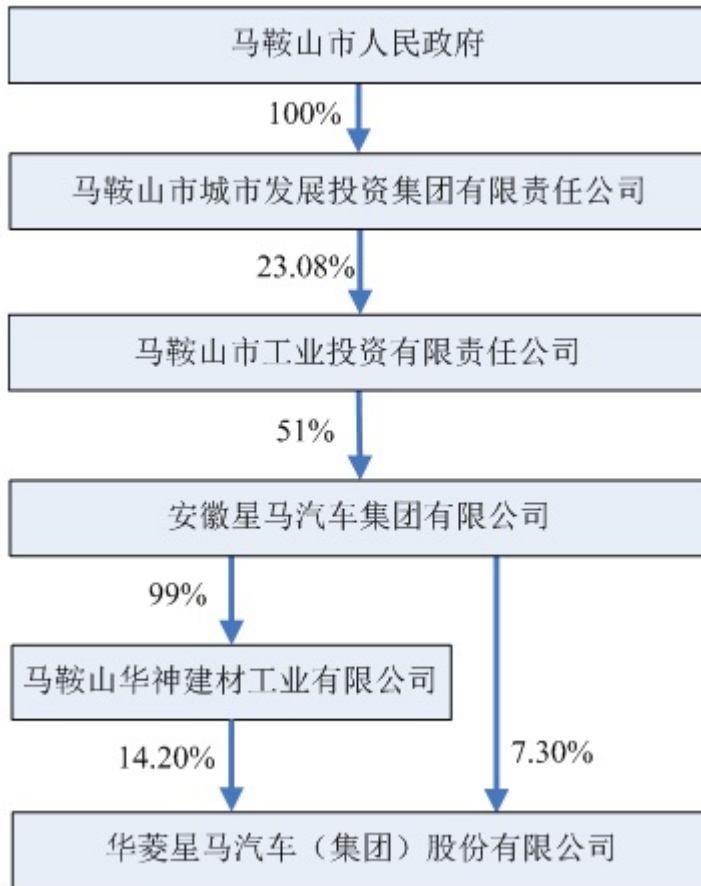 马鞍山市人民政府
100%
马鞍山市城市发展投资集团有限责任公司
23.08%
马鞍山市工业投资有限责任公司
51%
安徽星马汽车集团有限公司
99%
马鞍山华神建材工业有限公司
14.20%
7.30%
华菱星马汽车（集团）股份有限公司